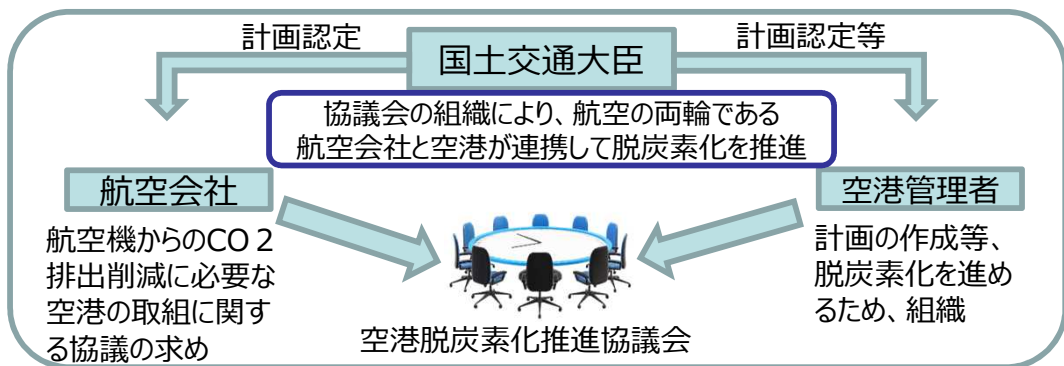 計画認定
国土交通大臣
計画認定等
協議会の組織により、航空の両輪である
航空会社と空港が連携して脱炭素化を推進
航空会社
航空機からのCO2
排出削減に必要な
空港の取組に関す
る協議の求め
空港管理者
計画の作成等、
脱炭素化を進め
るため、組織
空港脱炭素化推進協議会